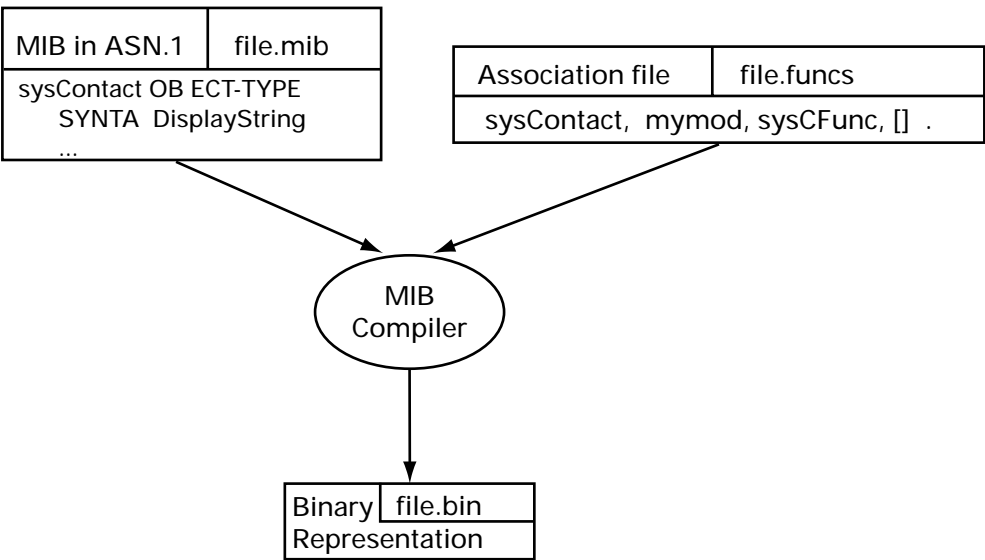 MIB in ASN.1 file.mib
sysContact OB ECT-TYPE
SYNTA DisplayString
...
Association file file.funcs
sysContact, mymod, sysCFunc, [] .
MIB
Compiler
Binary file.bin
Representation